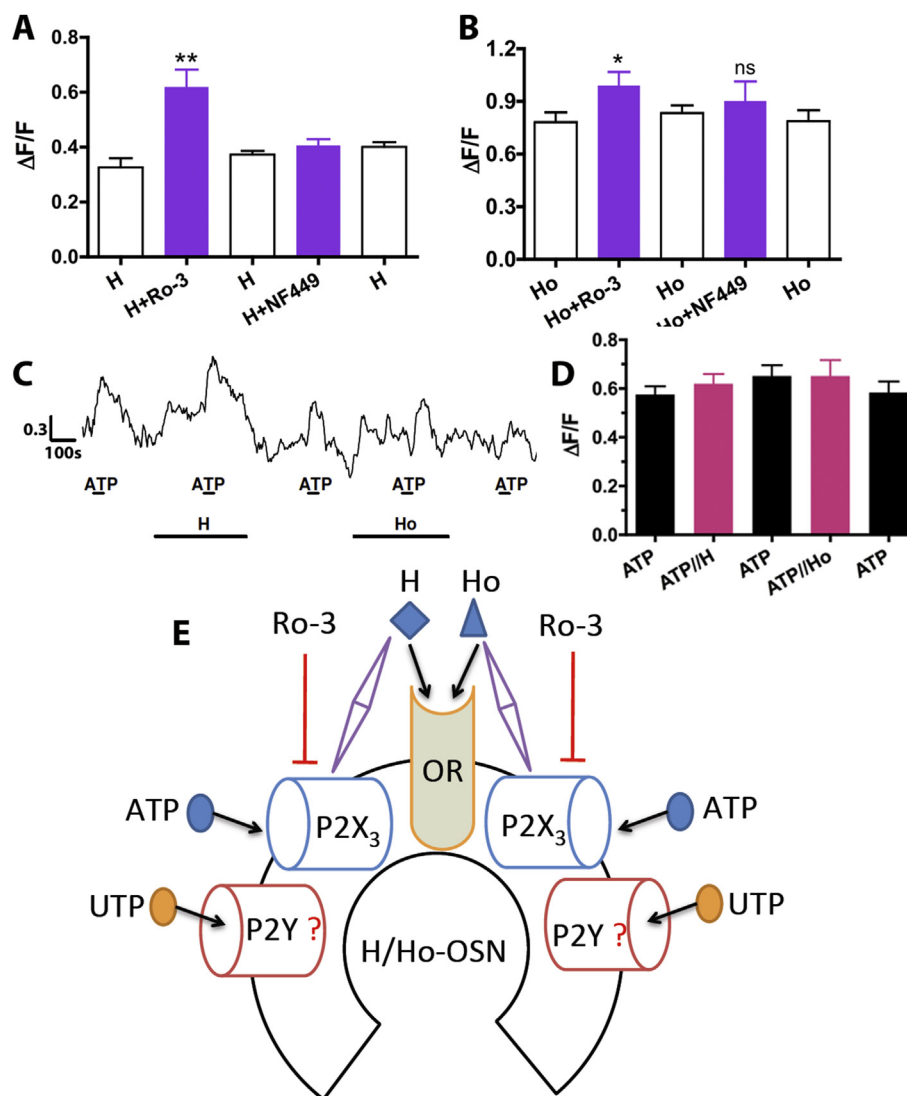 A
0.8
0.6
0.4
0.2
0.0
ΔF/F
**
H
H+Ro-3
H
H+NF449
H
B
1.2
0.9
0.6
0.3
0.0
ΔF/F
*
ns
Ho
Ho+Ro-3
Ho
Ho+NF449
Ho
C
0.3
100s
ATP
ATP
ATP
ATP
ATP
H
Ho
D
0.8
0.6
0.4
0.2
0.0
ΔF/F
ATP
ATP//H
ATP
ATP//Ho
ATP
E
H
Ho
Ro-3
Ro-3
OR
ATP
P2X₃
P2X₃
ATP
UTP
P2Y ?
P2Y ?
UTP
H/Ho-OSN